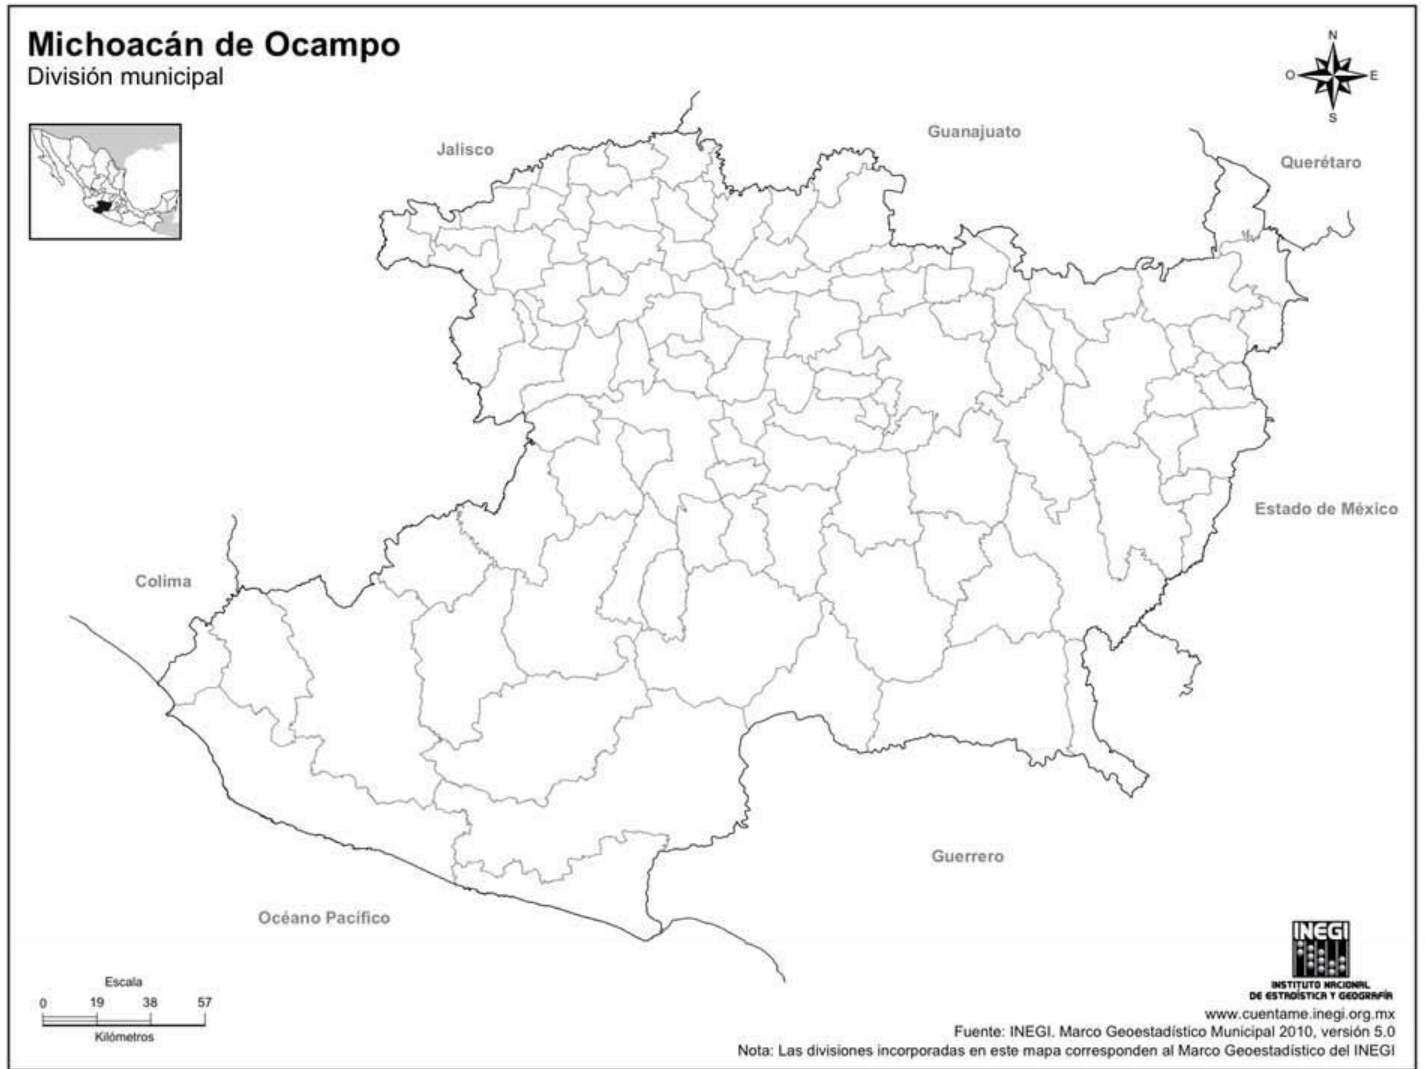 Michoacán de Ocampo
División municipal
N
O
E
S
Jalisco
Guanajuato
Querétaro
Estado de México
Colima
Guerrero
Océano Pacífico
Escala
0 19 38 57
Kilómetros
INEGI
INSTITUTO NACIONAL
DE ESTADÍSTICA Y GEOGRAFÍA
www.cuentame.inegi.org.mx
Fuente: INEGI. Marco Geoestadístico Municipal 2010, versión 5.0
Nota: Las divisiones incorporadas en este mapa corresponden al Marco Geoestadístico del INEGI